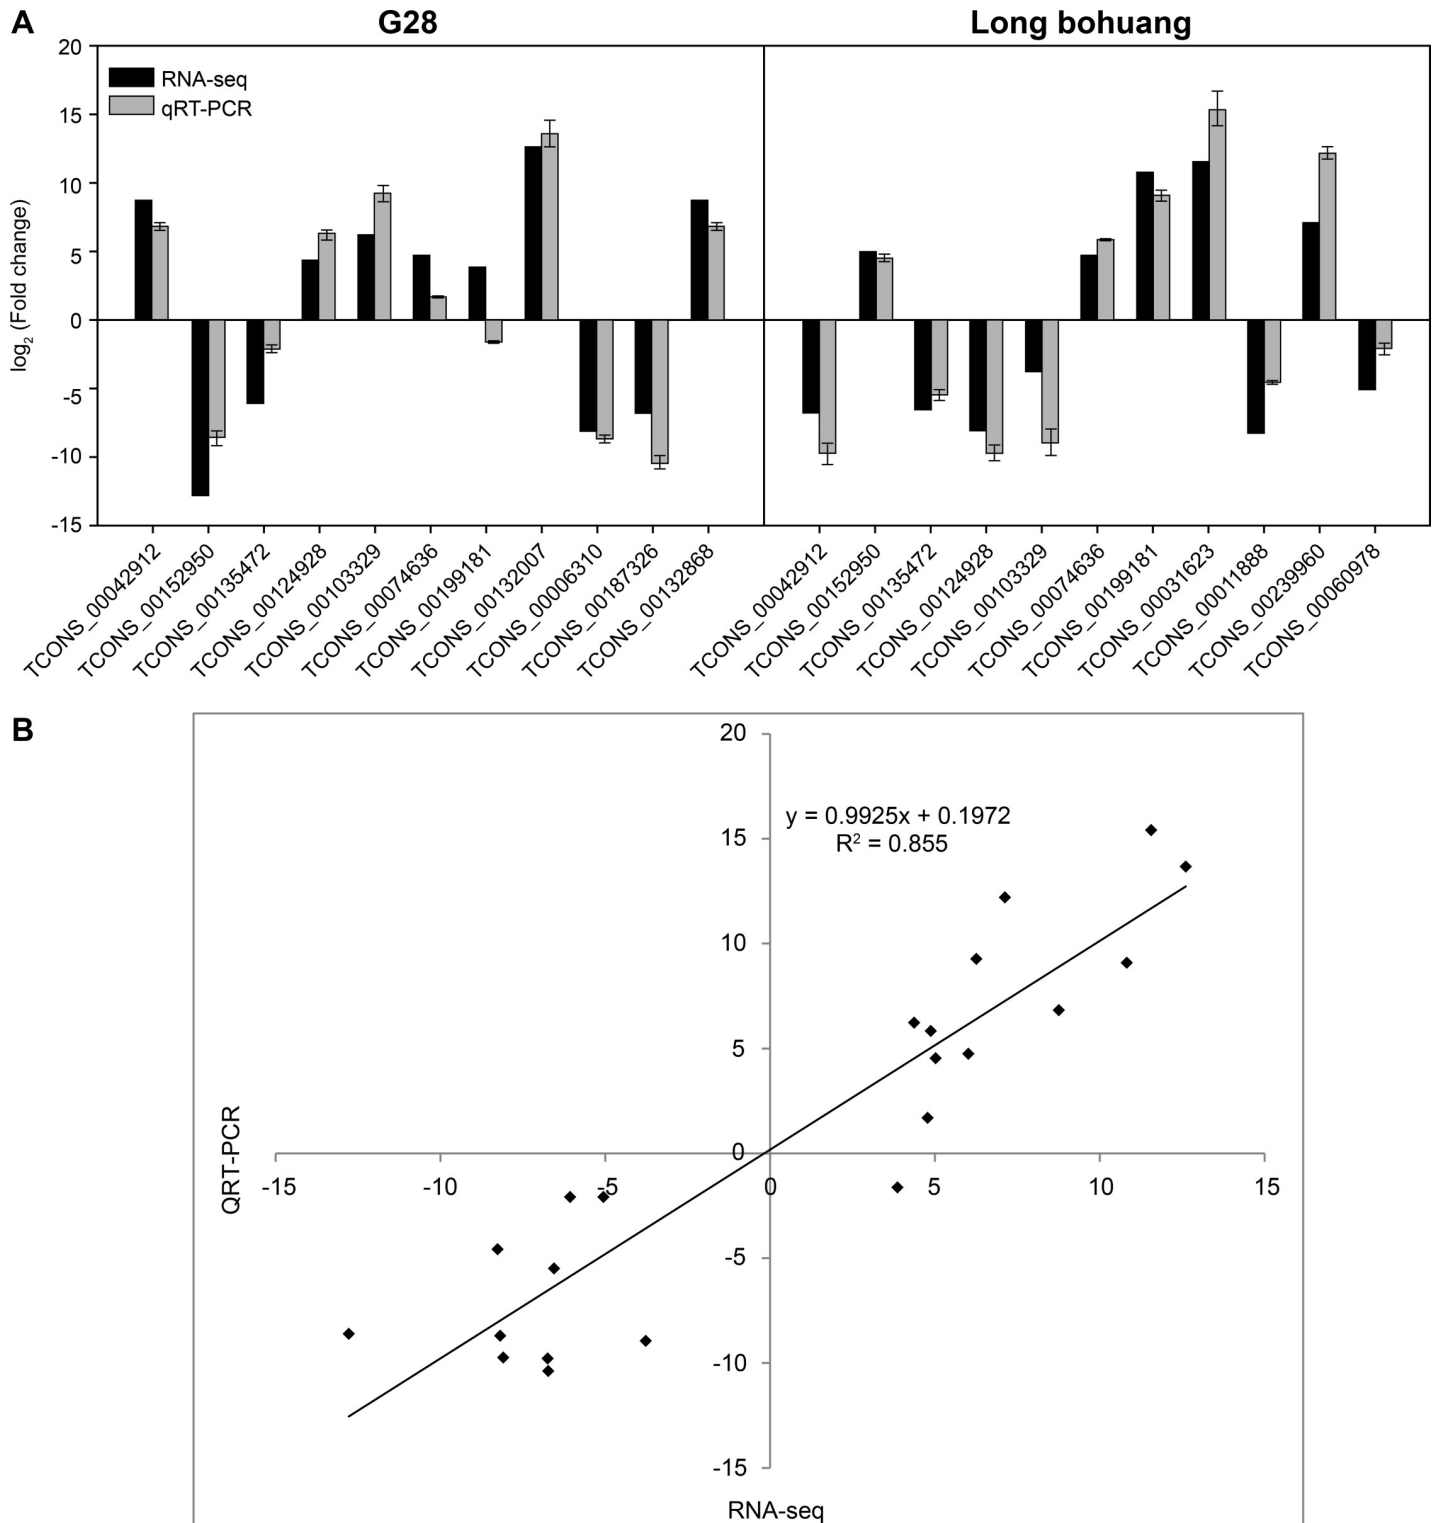 A
G28
Long bohuang
RNA-seq
qRT-PCR
log2 (Fold change)
20
15
10
5
0
-5
-10
-15
TCONS_00042912
TCONS_00152950
TCONS_00135472
TCONS_00124928
TCONS_00103329
TCONS_00074636
TCONS_00199181
TCONS_00132007
TCONS_00006310
TCONS_00187326
TCONS_00132868
TCONS_00042912
TCONS_00152950
TCONS_00135472
TCONS_00124928
TCONS_00103329
TCONS_00074636
TCONS_00199181
TCONS_00031623
TCONS_00011888
TCONS_00239960
TCONS_00060978
B
y = 0.9925x + 0.1972
R² = 0.855
20
15
10
5
0
-5
-10
-15
-15
-10
-5
0
5
10
15
QRT-PCR
RNA-seq